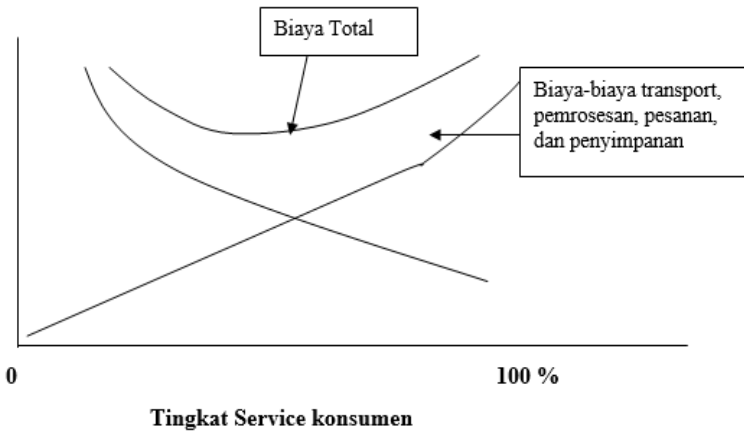 Biaya Total
Biaya-biaya transport,
pemrosesan, pesanan,
dan penyimpanan
0
100 %
Tingkat Service konsumen